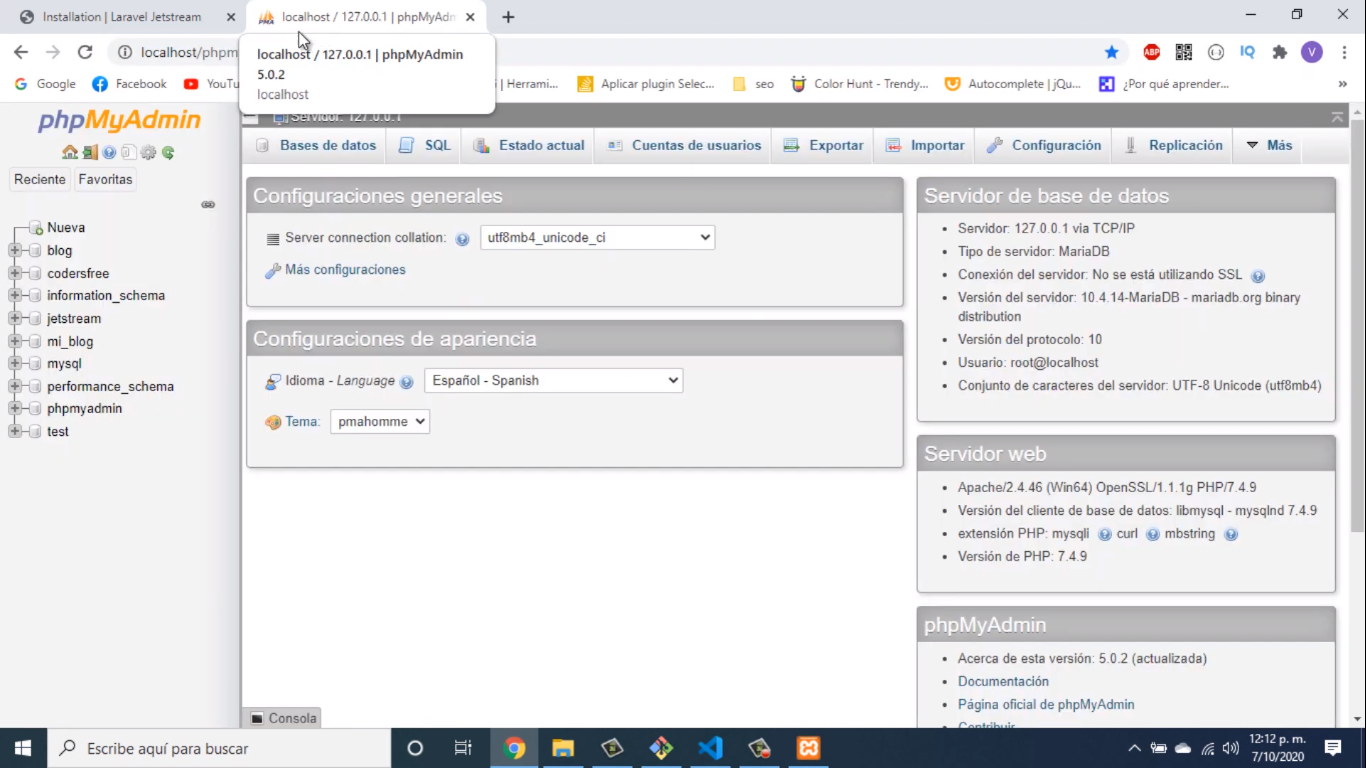 Installation | Laravel Jetstream
localhost / 127.0.0.1 | phpMyAdm
localhost/phpm
localhost / 127.0.0.1 | phpMyAdmin
5.0.2
localhost
ABP
IQ
V
Google
Facebook
YouTu
Herrami...
Aplicar plugin Selec...
seo
Color Hunt - Trendy...
Autocomplete | jQu...
¿Por qué aprender...
»
phpMyAdmin
Reciente
Favoritas
Nueva
blog
codersfree
information_schema
jetstream
mi_blog
mysql
performance_schema
phpmyadmin
test
Servidor: 127.0.0.1
Bases de datos
SQL
Estado actual
Cuentas de usuarios
Exportar
Importar
Configuración
Replicación
Más
Configuraciones generales
Server connection collation:
utf8mb4_unicode_ci
Más configuraciones
Configuraciones de apariencia
Idioma - Language
Español - Spanish
Tema:
pmahomme
Servidor de base de datos
Servidor: 127.0.0.1 via TCP/IP
Tipo de servidor: MariaDB
Conexión del servidor: No se está utilizando SSL
Versión del servidor: 10.4.14-MariaDB - mariadb.org binary
distribution
Versión del protocolo: 10
Usuario: root@localhost
Conjunto de caracteres del servidor: UTF-8 Unicode (utf8mb4)
Servidor web
Apache/2.4.46 (Win64) OpenSSL/1.1.1g PHP/7.4.9
Versión del cliente de base de datos: libmysql - mysqlnd 7.4.9
extensión PHP: mysqli curl mbstring
Versión de PHP: 7.4.9
phpMyAdmin
Acerca de esta versión: 5.0.2 (actualizada)
Documentación
Página oficial de phpMyAdmin
Contribuir
Consola
Escribe aquí para buscar
12:12 p. m.
7/10/2020